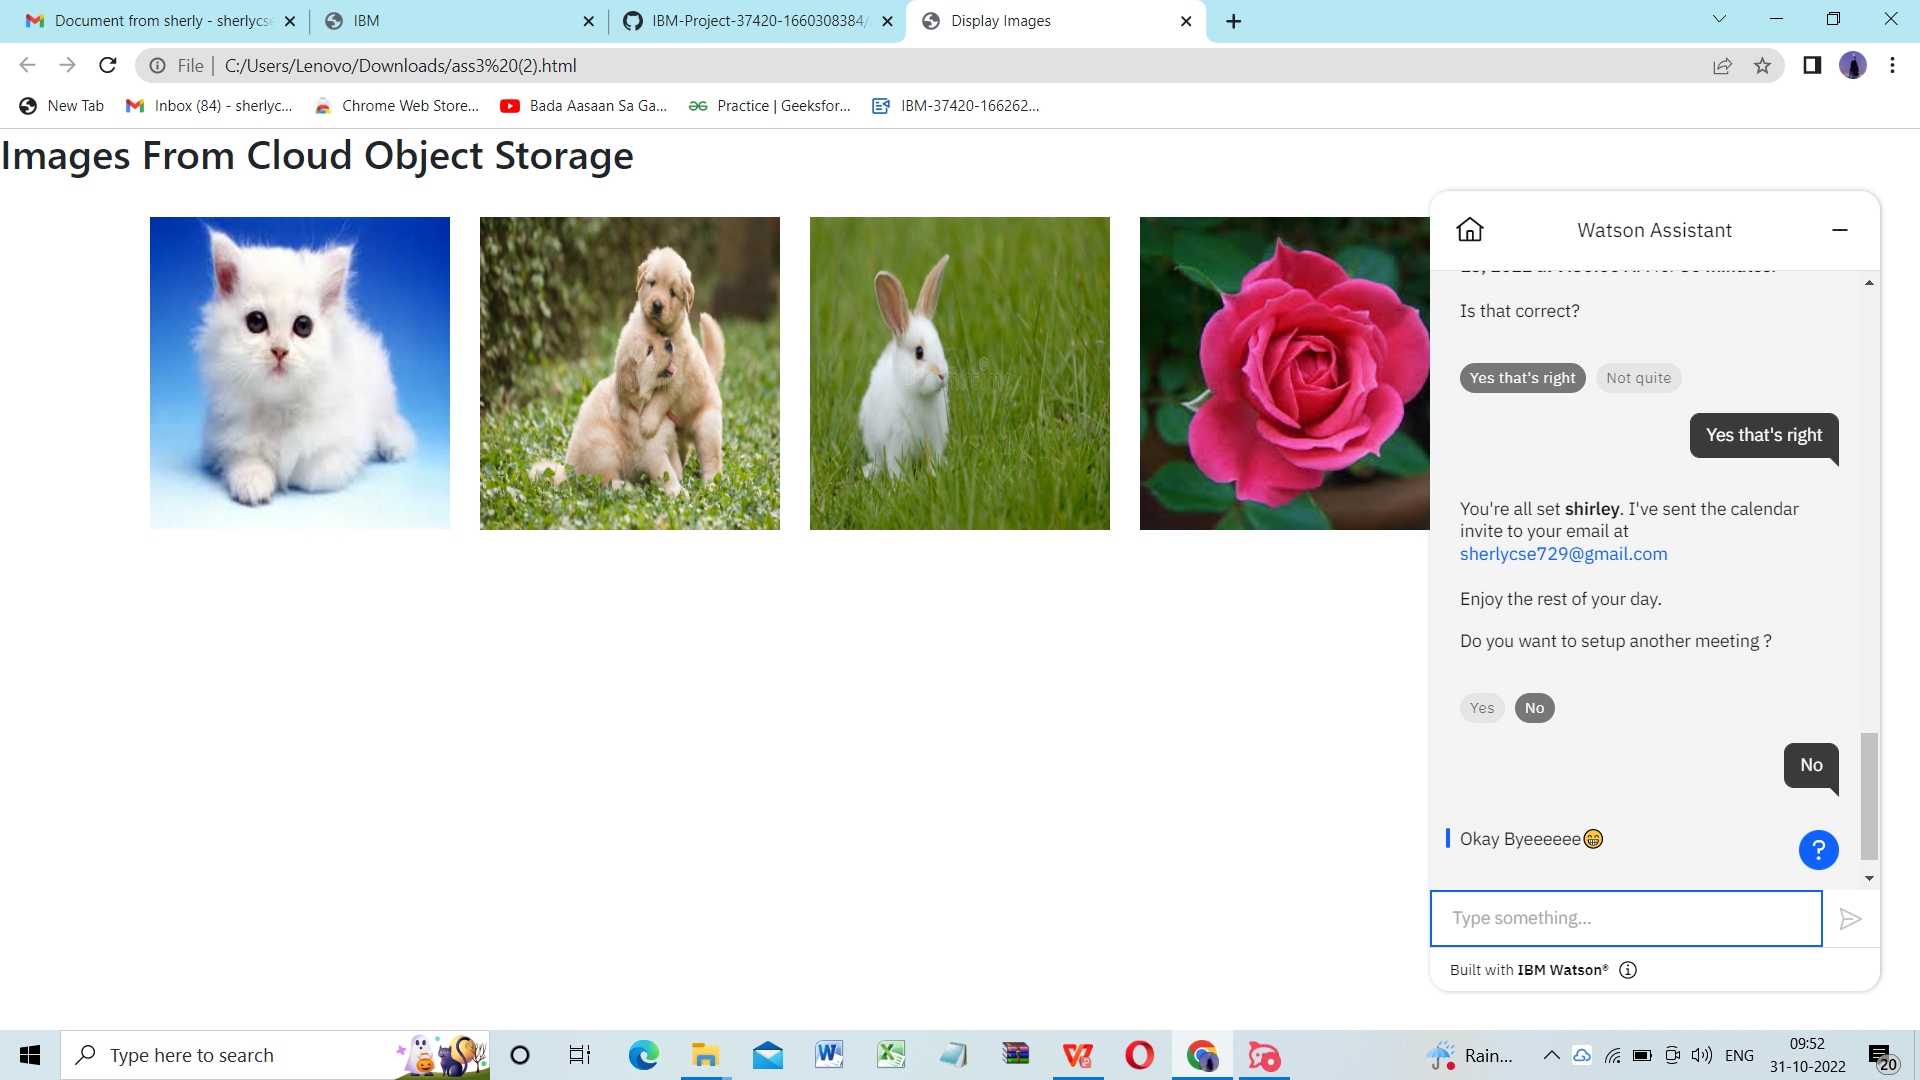 Document from sherly - sherlycse
IBM
IBM-Project-37420-1660308384/
Display Images
File
C:/Users/Lenovo/Downloads/ass3%20(2).html
New Tab
Inbox (84) - sherlyc...
Chrome Web Store...
Bada Aasaan Sa Ga...
Practice | Geeksfor...
IBM-37420-166262...
Images From Cloud Object Storage
Watson Assistant
Is that correct?
Yes that's right
Not quite
Yes that's right
You're all set shirley. I've sent the calendar
invite to your email at
sherlycse729@gmail.com
Enjoy the rest of your day.
Do you want to setup another meeting ?
Yes
No
No
Okay Byeeeeee😁
?
Type something...
Built with IBM Watson®
Type here to search
Rain...
ENG
09:52
31-10-2022
20